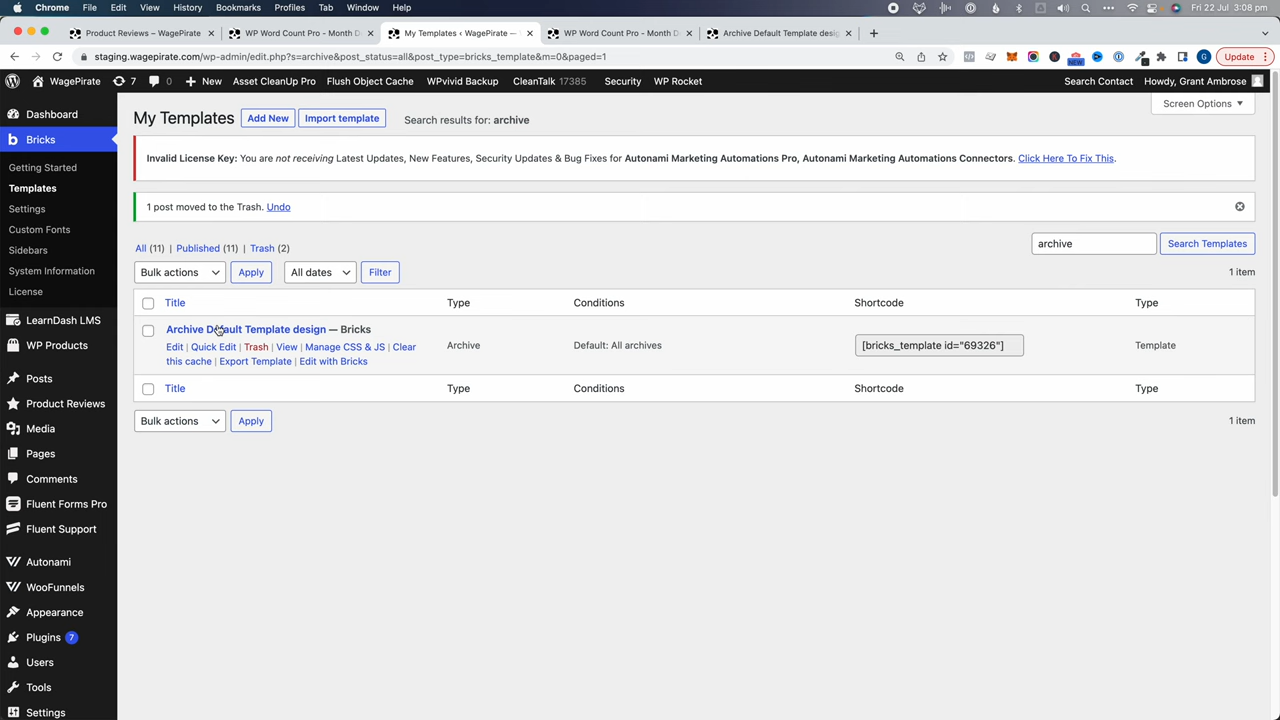 Chrome File Edit View History Bookmarks Profiles Tab Window Help Fri 22 Jul 3:08 pm
Product Reviews – WagePirate
WP Word Count Pro - Month D
My Templates ‹ WagePirate —
WP Word Count Pro - Month D
Archive Default Template desig
staging.wagepirate.com/wp-admin/edit.php?s=archive&post_status=all&post_type=bricks_template&m=0&paged=1
NEW
G
Update
WagePirate 7 0 New Asset CleanUp Pro Flush Object Cache WPvivid Backup CleanTalk 17385 Security WP Rocket Search Contact Howdy, Grant Ambrose
Dashboard
b Bricks
Getting Started
Templates
Settings
Custom Fonts
Sidebars
System Information
License
LearnDash LMS
WP Products
Posts
Product Reviews
Media
Pages
Comments
Fluent Forms Pro
Fluent Support
Autonami
WooFunnels
Appearance
Plugins 7
Users
Tools
Settings
Screen Options
My Templates Add New Import template Search results for: archive
Invalid License Key: You are not receiving Latest Updates, New Features, Security Updates & Bug Fixes for Autonami Marketing Automations Pro, Autonami Marketing Automations Connectors. Click Here To Fix This.
1 post moved to the Trash. Undo
All (11) | Published (11) | Trash (2)
archive Search Templates
Bulk actions Apply All dates Filter 1 item
Title Type Conditions Shortcode Type
Archive Default Template design — Bricks
Edit | Quick Edit | Trash | View | Manage CSS & JS | Clear
this cache | Export Template | Edit with Bricks
Archive Default: All archives [bricks_template id="69326"] Template
Title Type Conditions Shortcode Type
Bulk actions Apply 1 item